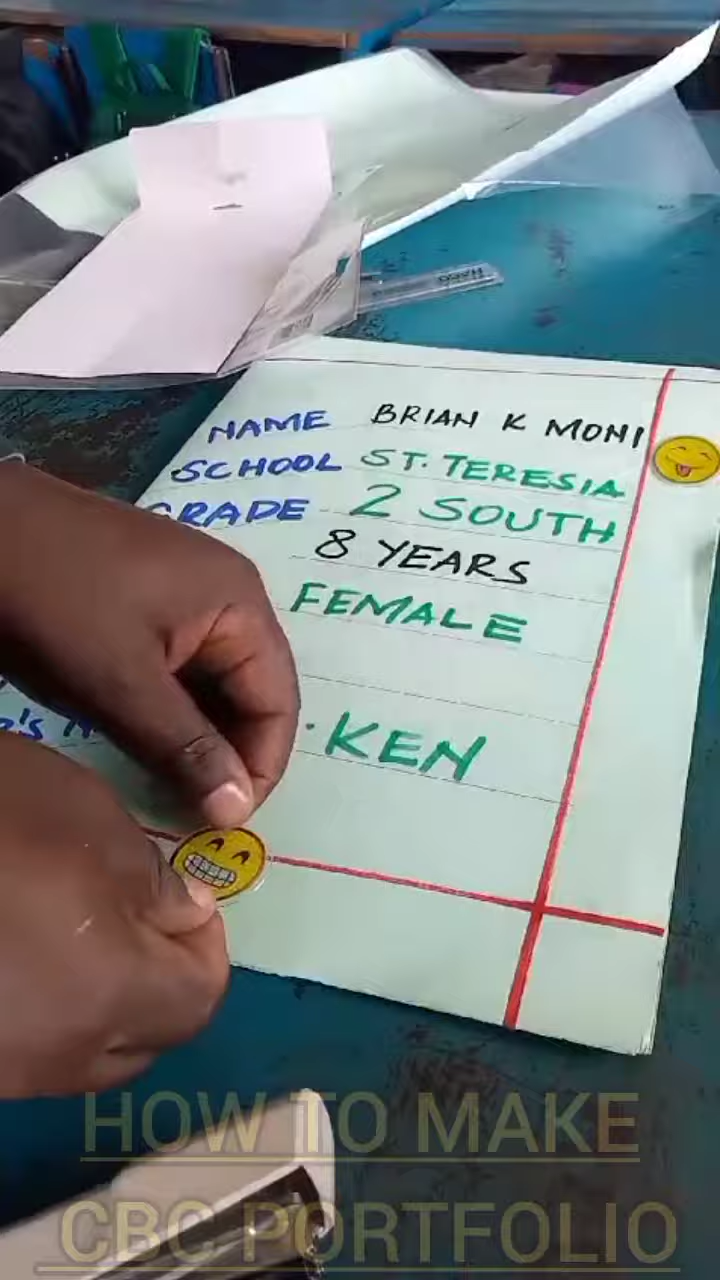 NAME BRIAN K MONI
SCHOOL ST. TERESIA
GRADE 2 SOUTH
8 YEARS
FEMALE
KEN
HOW TO MAKE
CBC PORTFOLIO